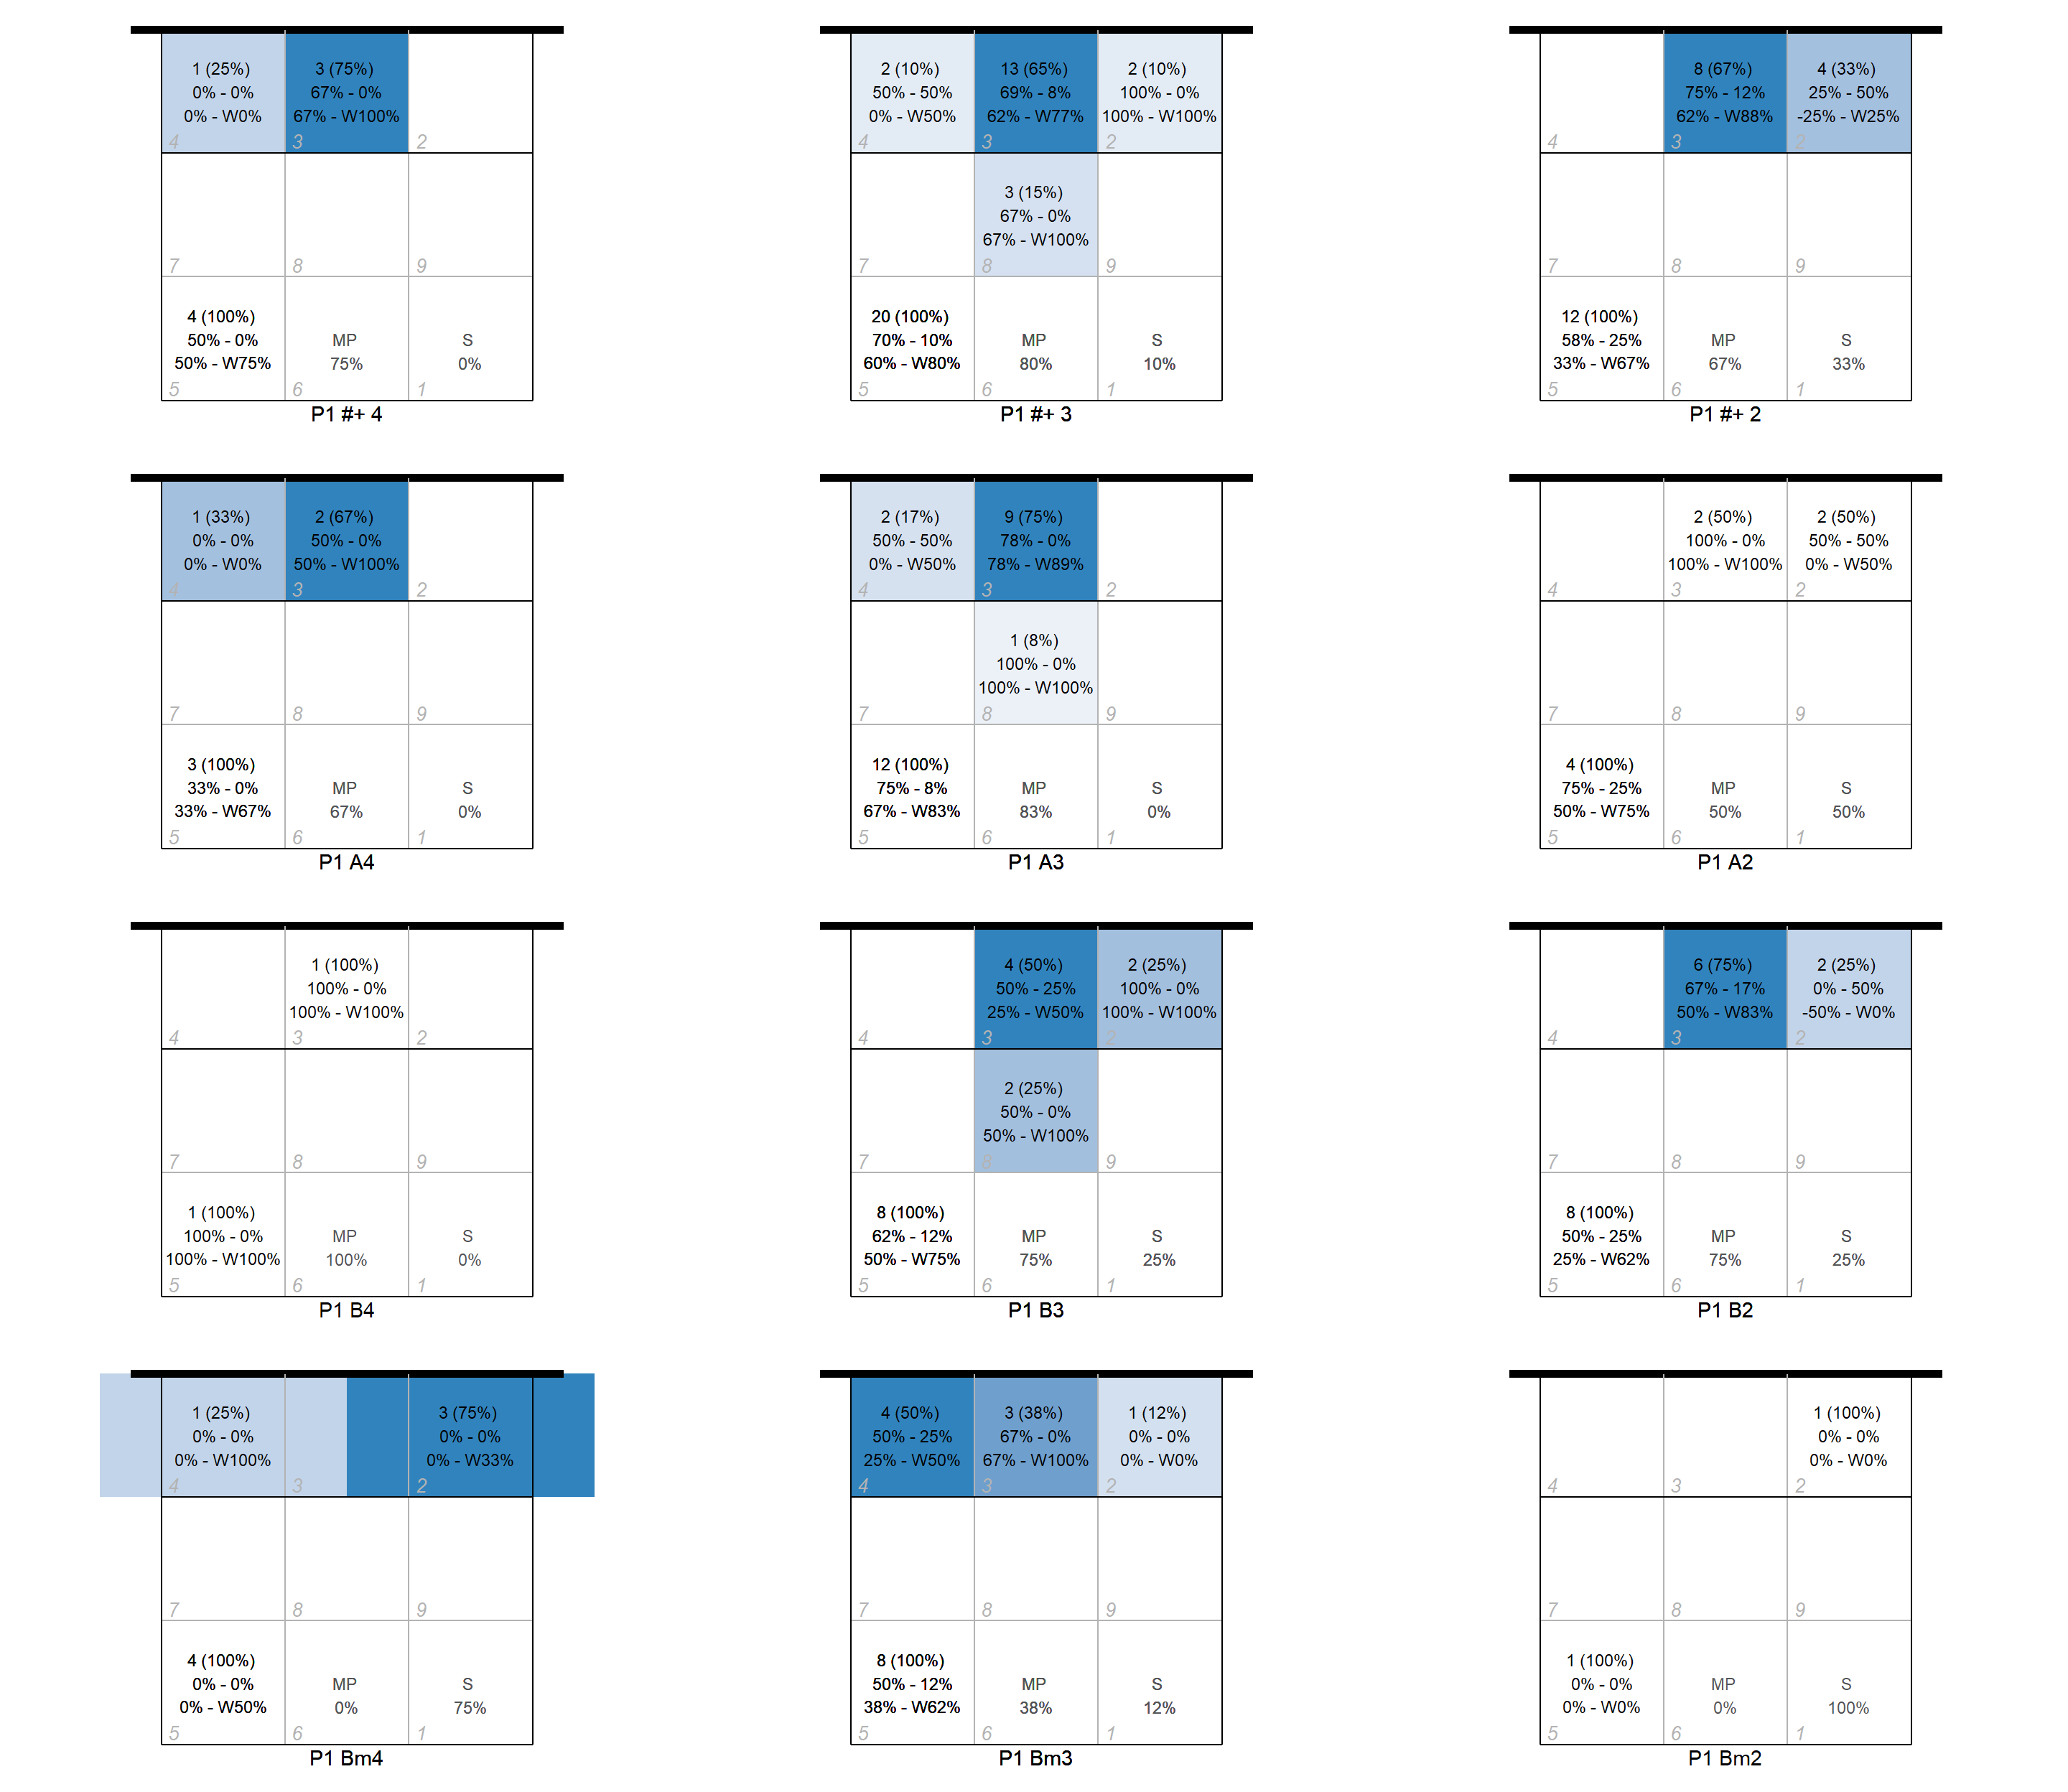 1 (25%)
0% - 0%
0% - W0%
4
3 (75%)
67% - 0%
67% - W100%
3
2
7
8
9
4 (100%)
50% - 0%
50% - W75%
5
MP
75%
6
S
0%
1
P1 #+ 4
2 (10%)
50% - 50%
0% - W50%
4
13 (65%)
69% - 8%
62% - W77%
3
2 (10%)
100% - 0%
100% - W100%
2
7
3 (15%)
67% - 0%
67% - W100%
8
9
20 (100%)
70% - 10%
60% - W80%
5
MP
80%
6
S
10%
1
P1 #+ 3
4
8 (67%)
75% - 12%
62% - W88%
3
4 (33%)
25% - 50%
-25% - W25%
2
7
8
9
12 (100%)
58% - 25%
33% - W67%
5
MP
67%
6
S
33%
1
P1 #+ 2
1 (33%)
0% - 0%
0% - W0%
4
2 (67%)
50% - 0%
50% - W100%
3
2
7
8
9
3 (100%)
33% - 0%
33% - W67%
5
MP
67%
6
S
0%
1
P1 A4
2 (17%)
50% - 50%
0% - W50%
4
9 (75%)
78% - 0%
78% - W89%
3
2
7
1 (8%)
100% - 0%
100% - W100%
8
9
12 (100%)
75% - 8%
67% - W83%
5
MP
83%
6
S
0%
1
P1 A3
4
2 (50%)
100% - 0%
100% - W100%
3
2 (50%)
50% - 50%
0% - W50%
2
7
8
9
4 (100%)
75% - 25%
50% - W75%
5
MP
50%
6
S
50%
1
P1 A2
4
1 (100%)
100% - 0%
100% - W100%
3
2
7
8
9
1 (100%)
100% - 0%
100% - W100%
5
MP
100%
6
S
0%
1
P1 B4
4
4 (50%)
50% - 25%
25% - W50%
3
2 (25%)
100% - 0%
100% - W100%
2
7
2 (25%)
50% - 0%
50% - W100%
8
9
8 (100%)
62% - 12%
50% - W75%
5
MP
75%
6
S
25%
1
P1 B3
4
6 (75%)
67% - 17%
50% - W83%
3
2 (25%)
0% - 50%
-50% - W0%
2
7
8
9
8 (100%)
50% - 25%
25% - W62%
5
MP
75%
6
S
25%
1
P1 B2
1 (25%)
0% - 0%
0% - W100%
4
3
3 (75%)
0% - 0%
0% - W33%
2
7
8
9
4 (100%)
0% - 0%
0% - W50%
5
MP
0%
6
S
75%
1
P1 Bm4
4 (50%)
50% - 25%
25% - W50%
4
3 (38%)
67% - 0%
67% - W100%
3
1 (12%)
0% - 0%
0% - W0%
2
7
8
9
8 (100%)
50% - 12%
38% - W62%
5
MP
38%
6
S
12%
1
P1 Bm3
4
3
1 (100%)
0% - 0%
0% - W0%
2
7
8
9
1 (100%)
0% - 0%
0% - W0%
5
MP
0%
6
S
100%
1
P1 Bm2